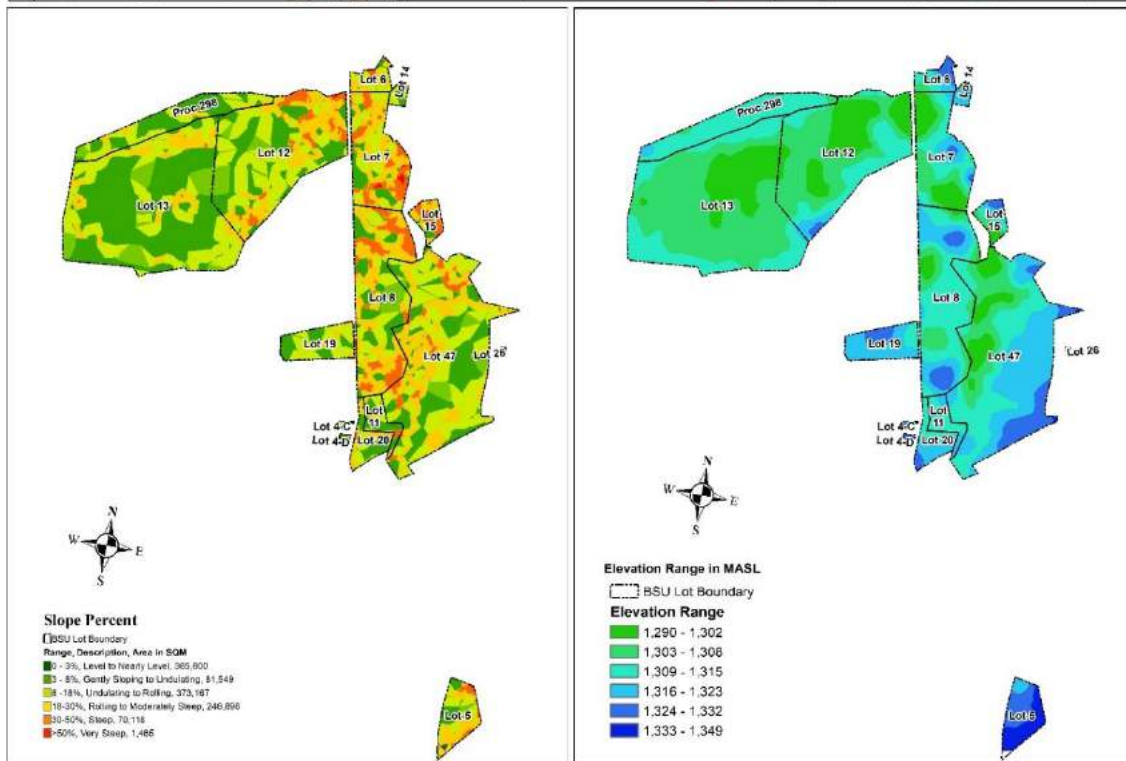 Lot 6
Lot 14
Proc 298
Lot 12
Lot 7
Lot 13
Lot
15
Lot 8
Lot 19
Lot 47
Lot 26
Lot
11
Lot 4-C
Lot 4-D
Lot-20
N
W
E
S
Slope Percent
BSU Lot Boundary
Range, Description, Area in SQM
0 - 3%, Level to Nearly Level, 365,800
3 - 8%, Gently Sloping to Undulating, 81,549
8 -18%, Undulating to Rolling, 373,167
18-30%, Rolling to Moderately Steep, 246,898
30-50%, Steep, 70,118
>50%, Very Steep, 1,485
Lot-5
Lot 6
Lot 14
Proc 298
Lot 12
Lot 7
Lot 13
Lot
15
Lot 8
Lot 19
Lot 47
Lot 26
Lot
11
Lot 4-C
Lot 4-D
Lot-20
N
W
E
S
Elevation Range in MASL
BSU Lot Boundary
Elevation Range
1,290 - 1,302
1,303 - 1,308
1,309 - 1,315
1,316 - 1,323
1,324 - 1,332
1,333 - 1,349